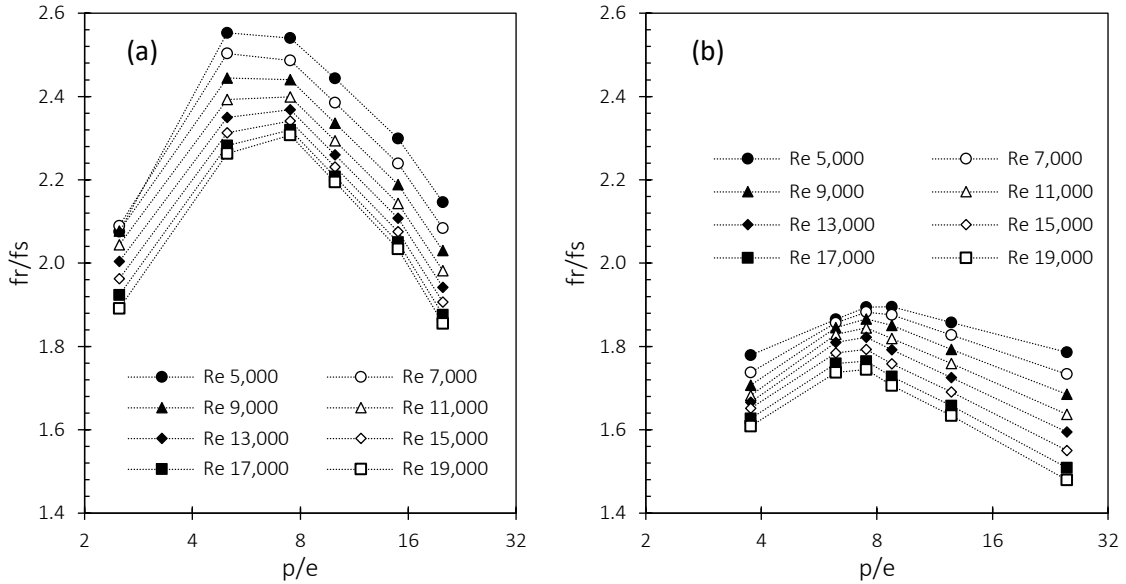 (a)
fr/fs
2.6
2.4
2.2
2.0
1.8
1.6
1.4
Re 5,000 Re 7,000
Re 9,000 Re 11,000
Re 13,000 Re 15,000
Re 17,000 Re 19,000
2 4 8 16 32
p/e
(b)
fr/fs
2.6
2.4
2.2
2.0
1.8
1.6
1.4
Re 5,000 Re 7,000
Re 9,000 Re 11,000
Re 13,000 Re 15,000
Re 17,000 Re 19,000
2 4 8 16 32
p/e